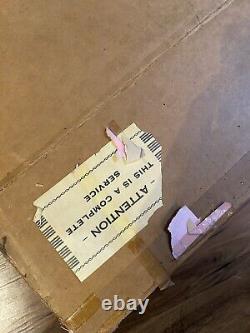 - ATTENTION -
THIS IS A COMPLETE
SERVICE